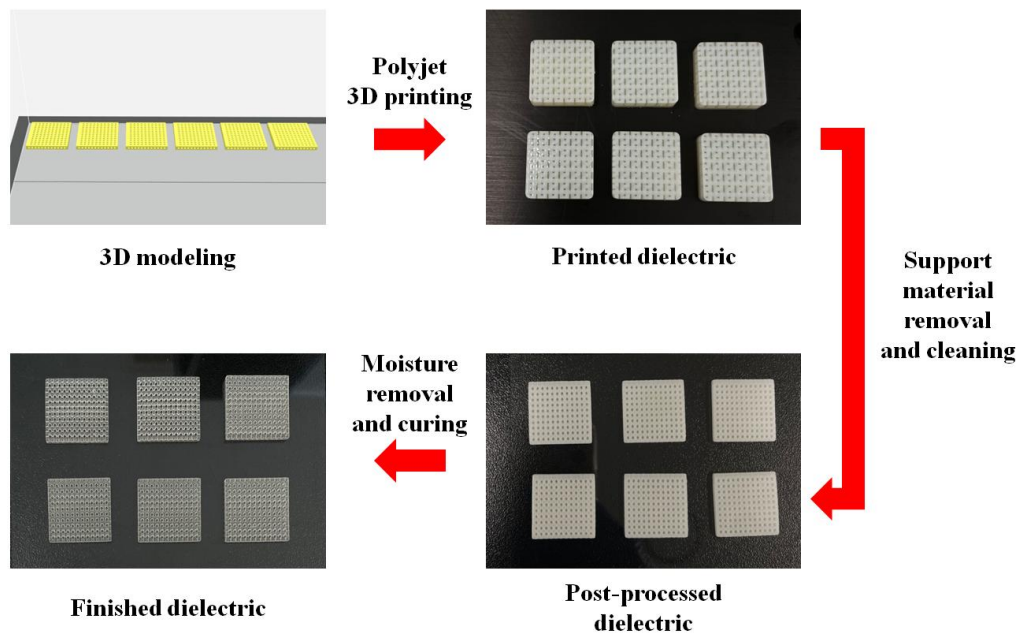 Polyjet
3D printing
3D modeling
Printed dielectric
Support
material
removal
and cleaning
Moisture
removal
and curing
Finished dielectric
Post-processed
dielectric